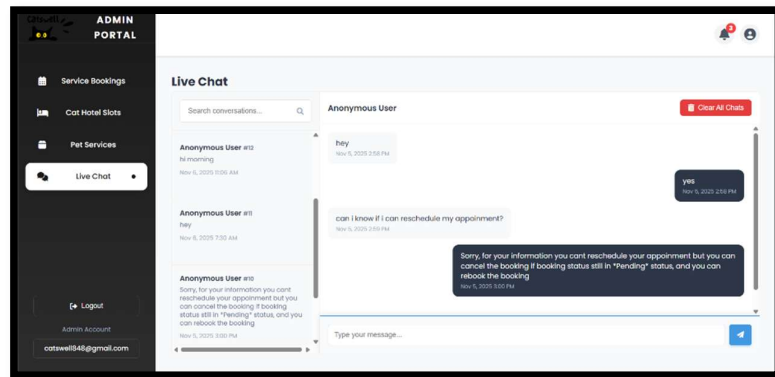 Catswell
ADMIN
PORTAL
3
Service Bookings
Cat Hotel Slots
Pet Services
Live Chat
Logout
Admin Account
catswell848@gmail.com
Live Chat
Search conversations...
Anonymous User #12
hi morning
Nov 6, 2025 11:06 AM
Anonymous User #11
hey
Nov 6, 2025 7:30 AM
Anonymous User #10
Sorry, for your information you cant
reschedule your appoinment but you
can cancel the booking if booking
status still in "Pending" status, and you
can rebook the booking
Nov 5, 2025 3:00 PM
Anonymous User
Clear All Chats
hey
Nov 5, 2025 2:58 PM
yes
Nov 5, 2025 2:58 PM
can i know if i can reschedule my appoinment?
Nov 5, 2025 2:59 PM
Sorry, for your information you cant reschedule your appoinment but you can
cancel the booking if booking status still in "Pending" status, and you can
rebook the booking
Nov 5, 2025 3:00 PM
Type your message...